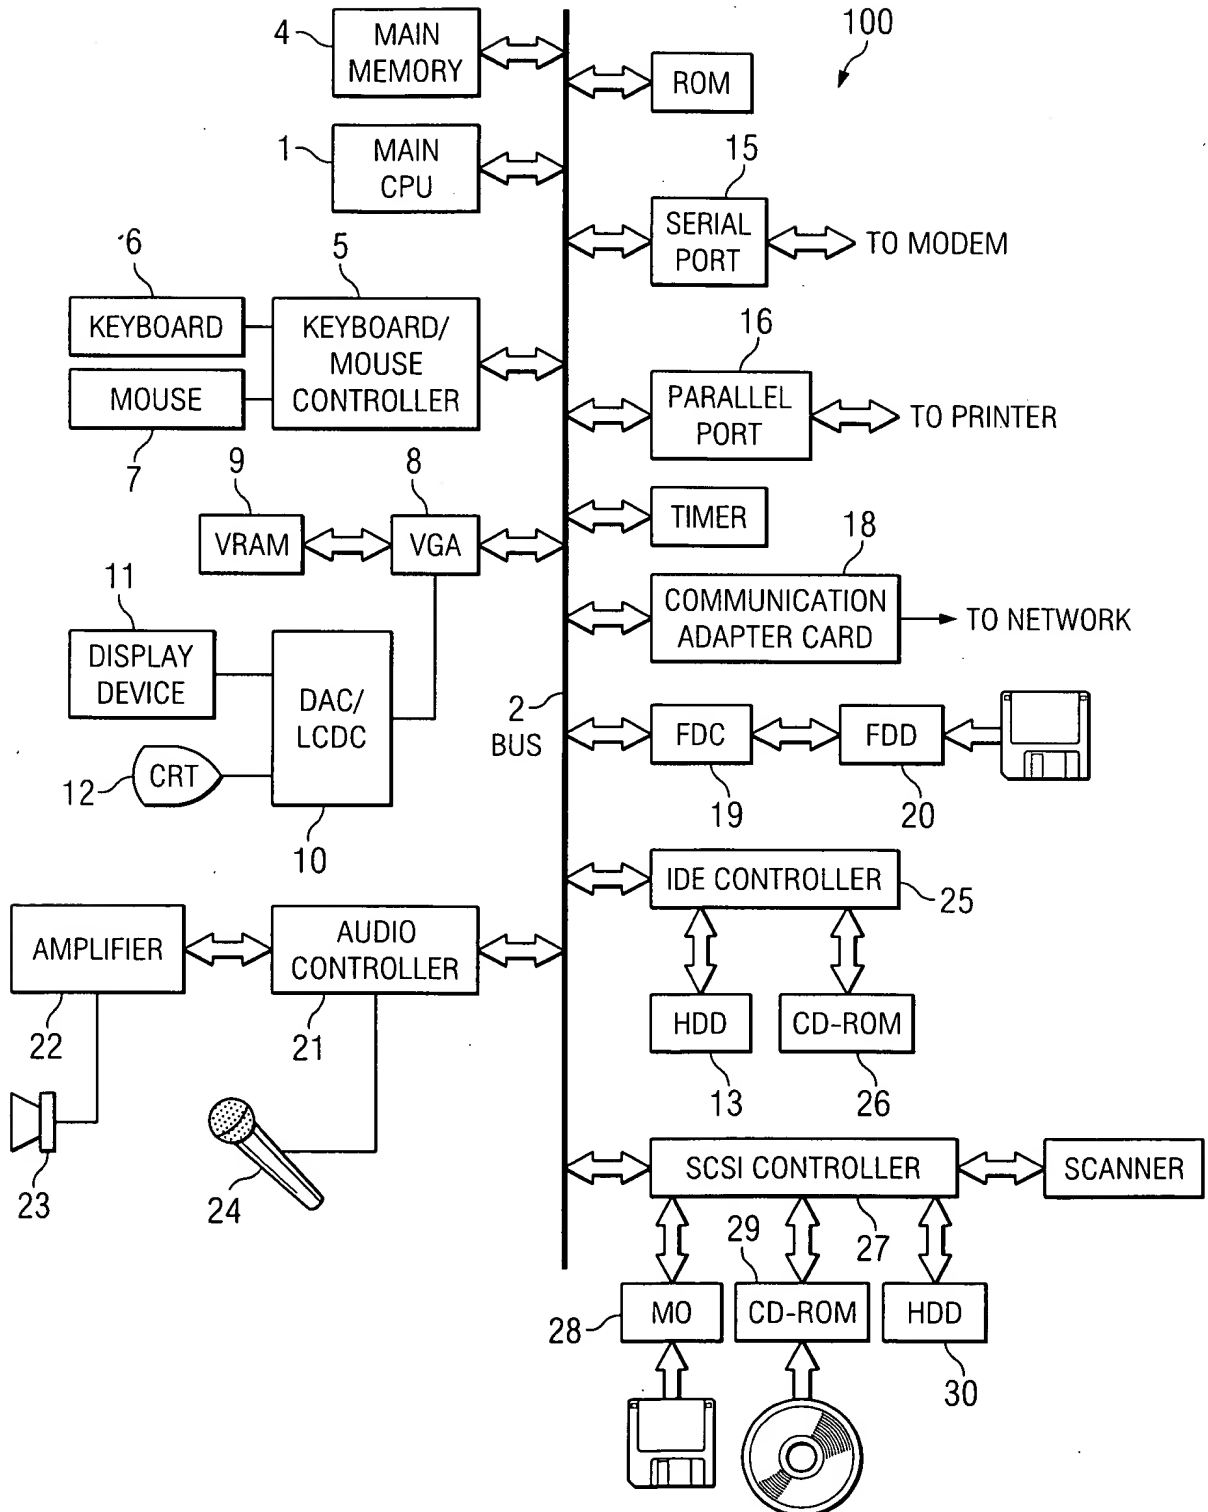 100
4
MAIN
MEMORY
ROM
1
MAIN
CPU
15
SERIAL
PORT
TO MODEM
6
KEYBOARD
5
KEYBOARD/
MOUSE
CONTROLLER
MOUSE
7
16
PARALLEL
PORT
TO PRINTER
9
VRAM
8
VGA
TIMER
18
COMMUNICATION
ADAPTER CARD
TO NETWORK
11
DISPLAY
DEVICE
DAC/
LCDC
12
CRT
10
2
BUS
FDC
19
FDD
20
IDE CONTROLLER
25
AMPLIFIER
22
AUDIO
CONTROLLER
21
HDD
13
CD-ROM
26
23
24
SCSI CONTROLLER
27
SCANNER
28
MO
29
CD-ROM
HDD
30